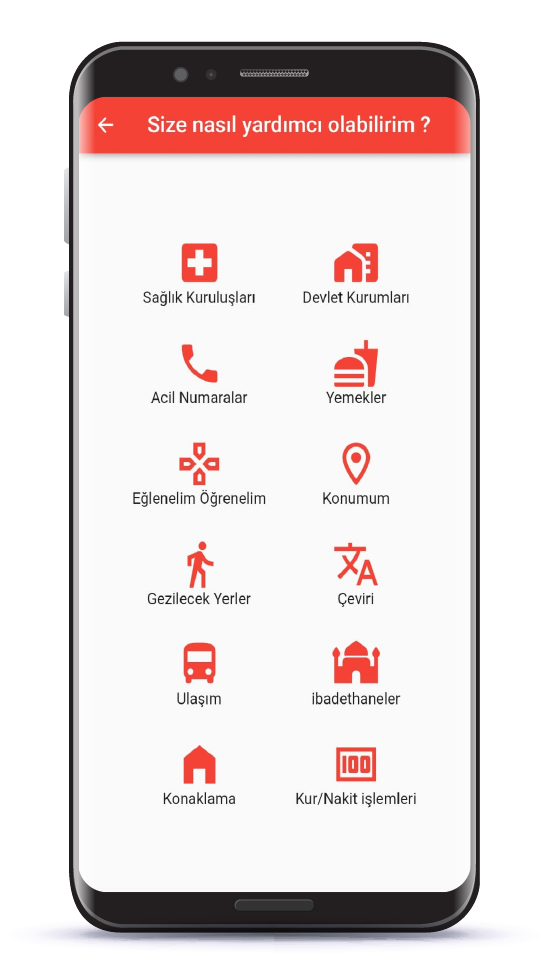 Size nasıl yardımcı olabilirim ?
Sağlık Kuruluşları
Devlet Kurumları
Acil Numaralar
Yemekler
Eğlenelim Öğrenelim
Konumum
Gezilecek Yerler
Çeviri
Ulaşım
ibadethaneler
100
Konaklama
Kur/Nakit işlemleri